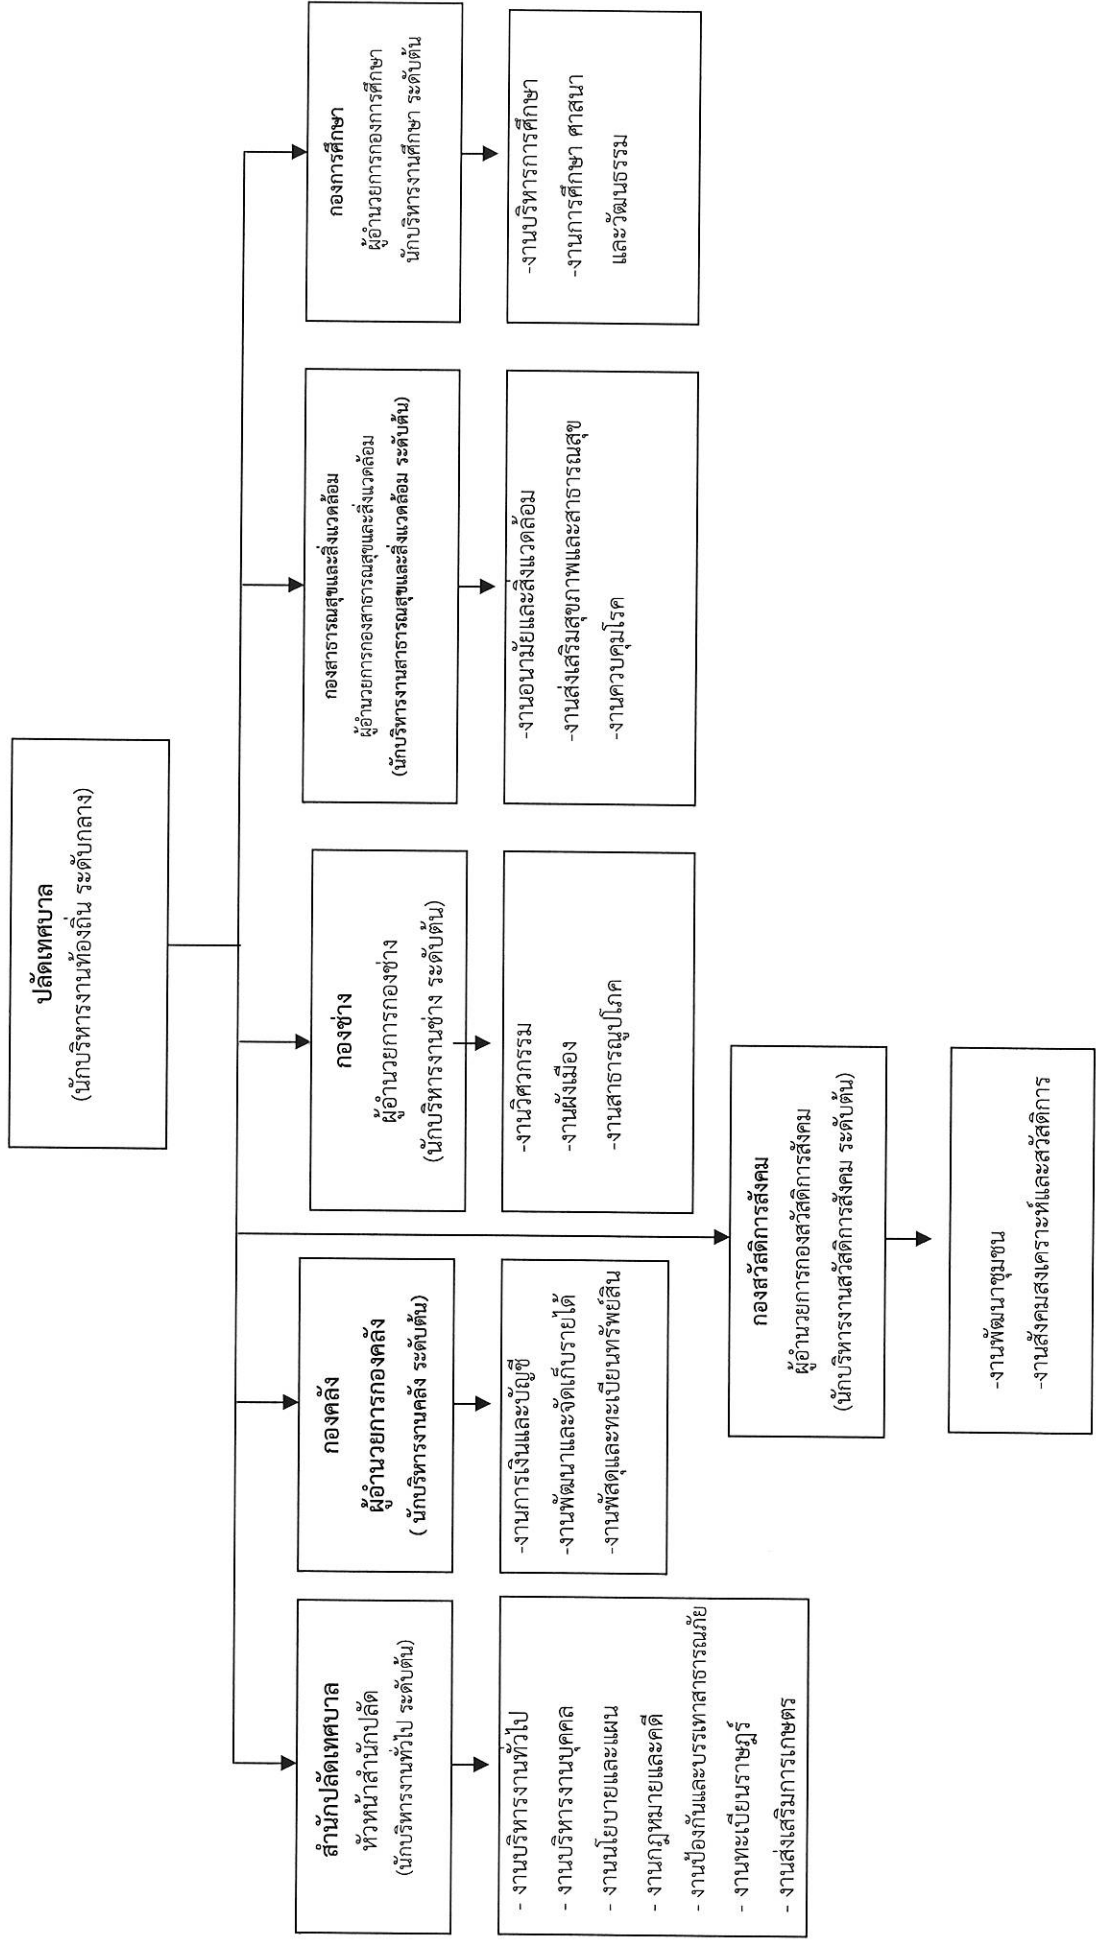 ปลัดเทศบาล
(นักบริหารงานท้องถิ่น ระดับกลาง)
สำนักปลัดเทศบาล
หัวหน้าสำนักปลัด
(นักบริหารงานทั่วไป ระดับต้น)
- งานบริหารงานทั่วไป
- งานบริหารงานบุคคล
- งานนโยบายและแผน
- งานกฎหมายและคดี
- งานป้องกันและบรรเทาสาธารณภัย
- งานทะเบียนราษฎร์
- งานส่งเสริมการเกษตร
กองคลัง
ผู้อำนวยการกองคลัง
( นักบริหารงานคลัง ระดับต้น)
-งานการเงินและบัญชี
-งานพัฒนาและจัดเก็บรายได้
-งานพัสดุและทะเบียนทรัพย์สิน
กองช่าง
ผู้อำนวยการกองช่าง
(นักบริหารงานช่าง ระดับต้น)
-งานวิศวกรรม
-งานผังเมือง
-งานสาธารณูปโภค
กองสาธารณสุขและสิ่งแวดล้อม
ผู้อำนวยการกองสาธารณสุขและสิ่งแวดล้อม
(นักบริหารงานสาธารณสุขและสิ่งแวดล้อม ระดับต้น)
-งานอนามัยและสิ่งแวดล้อม
-งานส่งเสริมสุขภาพและสาธารณสุข
-งานควบคุมโรค
กองการศึกษา
ผู้อำนวยการกองการศึกษา
นักบริหารงานศึกษา ระดับต้น)
-งานบริหารการศึกษา
-งานการศึกษา ศาสนา
และวัฒนธรรม
กองสวัสดิการสังคม
ผู้อำนวยการกองสวัสดิการสังคม
(นักบริหารงานสวัสดิการสังคม ระดับต้น)
-งานพัฒนาชุมชน
-งานสังคมสงเคราะห์และสวัสดิการ